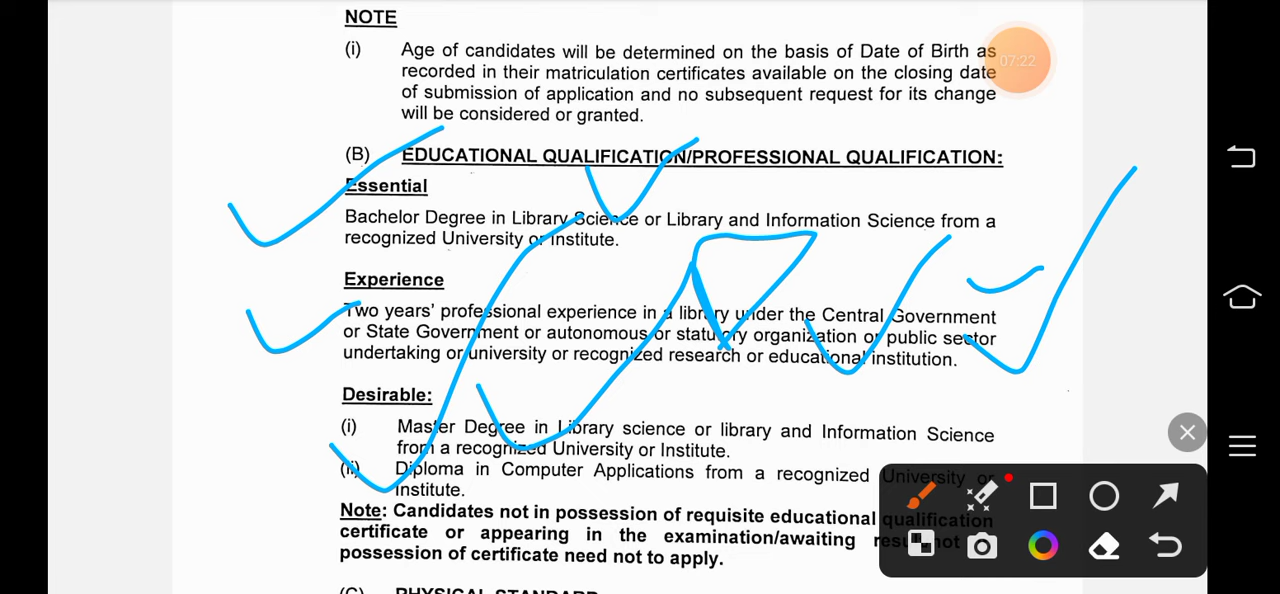 NOTE
(i) Age of candidates will be determined on the basis of Date of Birth as
07:22
recorded in their matriculation certificates available on the closing date
of submission of application and no subsequent request for its change
will be considered or granted.
(B) EDUCATIONAL QUALIFICATION/PROFESSIONAL QUALIFICATION:
Essential
Bachelor Degree in Library Science or Library and Information Science from a
recognized University or Institute.
Experience
Two years' professional experience in a library under the Central Government
or State Government or autonomous or statutory organization or public sector
undertaking or university or recognized research or educational institution.
Desirable:
(i) Master Degree in Library science or library and Information Science
from a recognized University or Institute.
(ii) Diploma in Computer Applications from a recognized University or
Institute.
Note: Candidates not in possession of requisite educational qualification
certificate or appearing in the examination/awaiting not
possession of certificate need not to apply.
(C) PHYSICAL STANDARD